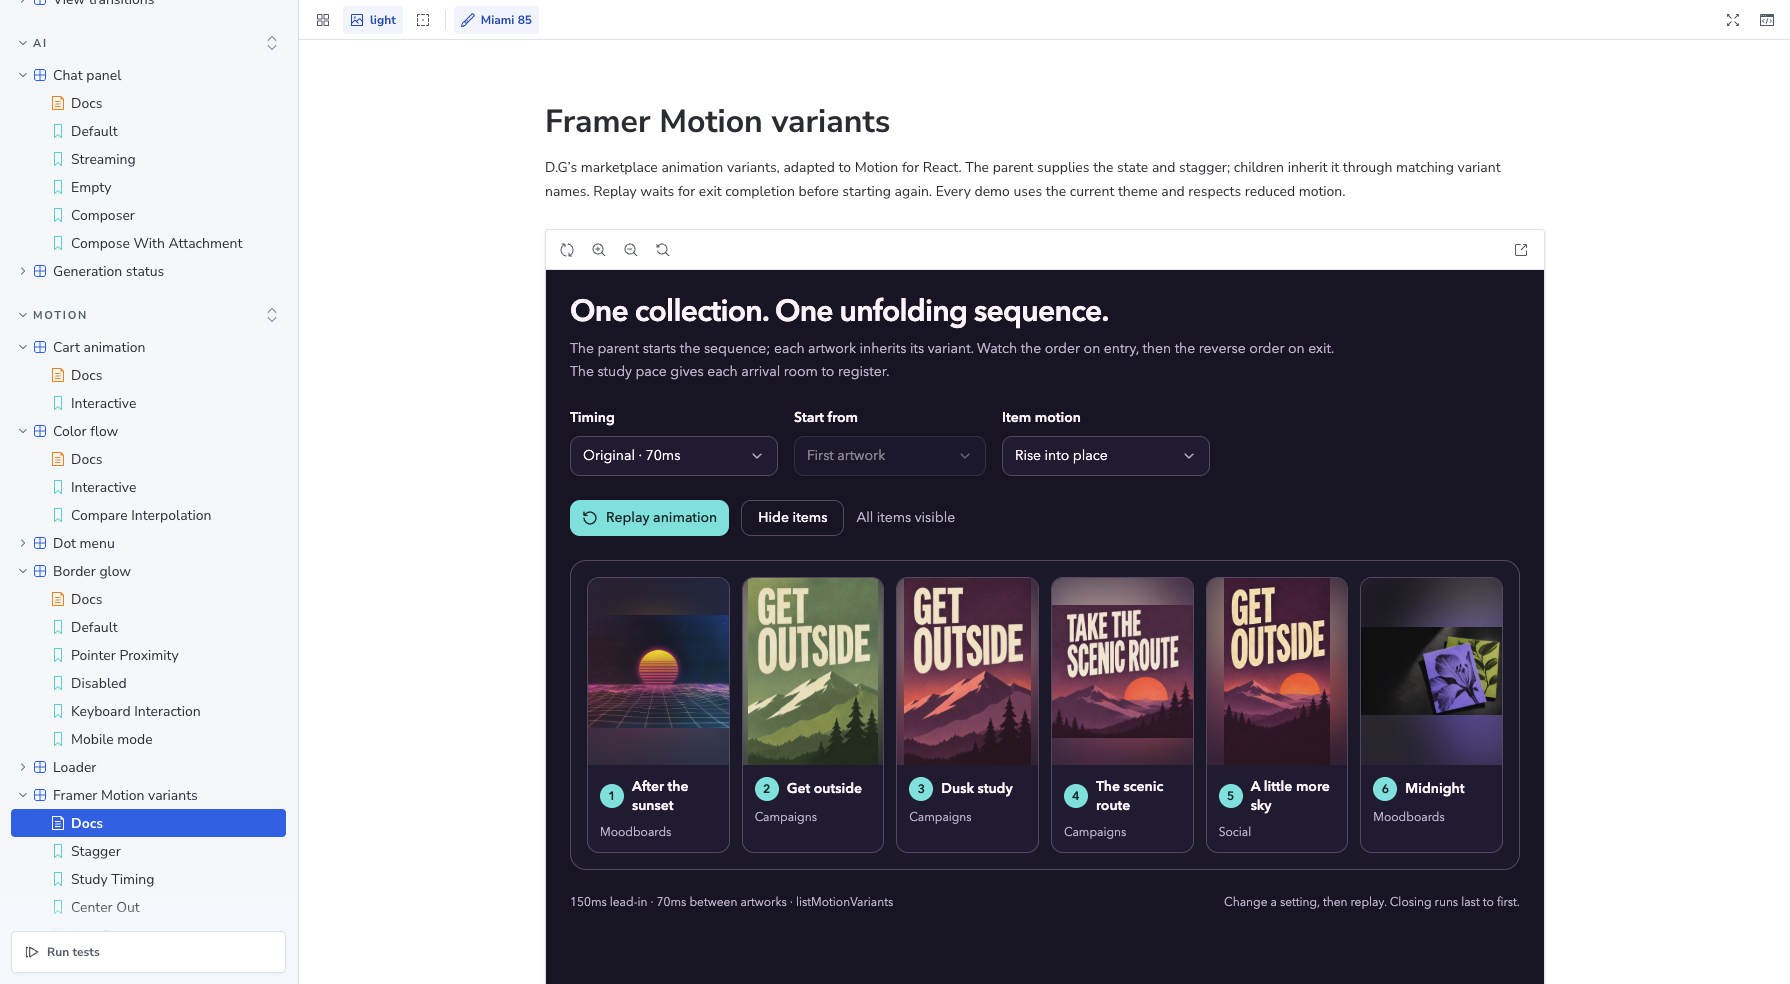 View transitions
AI
Chat panel
Docs
Default
Streaming
Empty
Composer
Compose With Attachment
Generation status
MOTION
Cart animation
Docs
Interactive
Color flow
Docs
Interactive
Compare Interpolation
Dot menu
Border glow
Docs
Default
Pointer Proximity
Disabled
Keyboard Interaction
Mobile mode
Loader
Framer Motion variants
Docs
Stagger
Study Timing
Center Out
Run tests
light
Miami 85
Framer Motion variants
D.G’s marketplace animation variants, adapted to Motion for React. The parent supplies the state and stagger; children inherit it through matching variant
names. Replay waits for exit completion before starting again. Every demo uses the current theme and respects reduced motion.
One collection. One unfolding sequence.
The parent starts the sequence; each artwork inherits its variant. Watch the order on entry, then the reverse order on exit.
The study pace gives each arrival room to register.
Timing
Start from
Item motion
Original · 70ms
First artwork
Rise into place
Replay animation
Hide items
All items visible
GET
OUTSIDE
GET
OUTSIDE
TAKE THE
SCENIC ROUTE
GET
OUTSIDE
1 After the
sunset
Moodboards
2 Get outside
Campaigns
3 Dusk study
Campaigns
4 The scenic
route
Campaigns
5 A little more
sky
Social
6 Midnight
Moodboards
150ms lead-in · 70ms between artworks · listMotionVariants
Change a setting, then replay. Closing runs last to first.